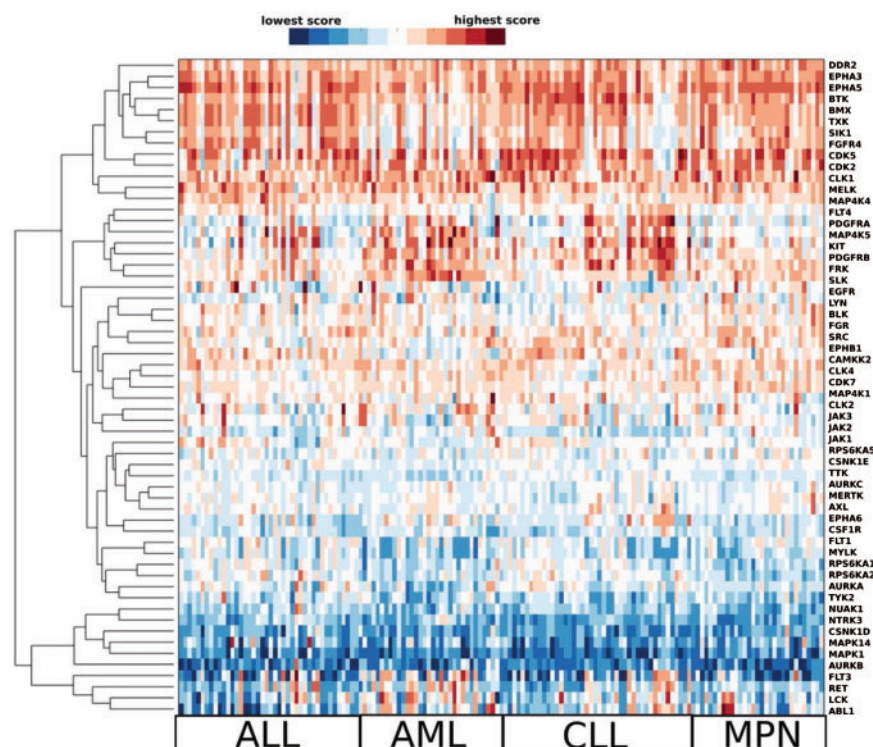 lowest score highest score
DDR2
EPHA3
EPHA5
BTK
BMX
TXK
SIK1
FGFR4
CDK5
CDK2
CLK1
MELK
MAP4K4
FLT4
PDGFRA
MAP4K5
KIT
PDGFRB
FRK
SLK
EGFR
LYN
BLK
FGR
SRC
EPHB1
CAMKK2
CLK4
CDK7
MAP4K1
CLK2
JAK3
JAK2
JAK1
RPS6KA5
CSNK1E
TTK
AURKC
MERTK
AXL
EPHA6
CSF1R
FLT1
MYLK
RPS6KA1
RPS6KA2
AURKA
TYK2
NUAK1
NTRK3
CSNK1D
MAPK14
MAPK1
AURKB
FLT3
RET
LCK
ABL1
ALL AML CLL MPN